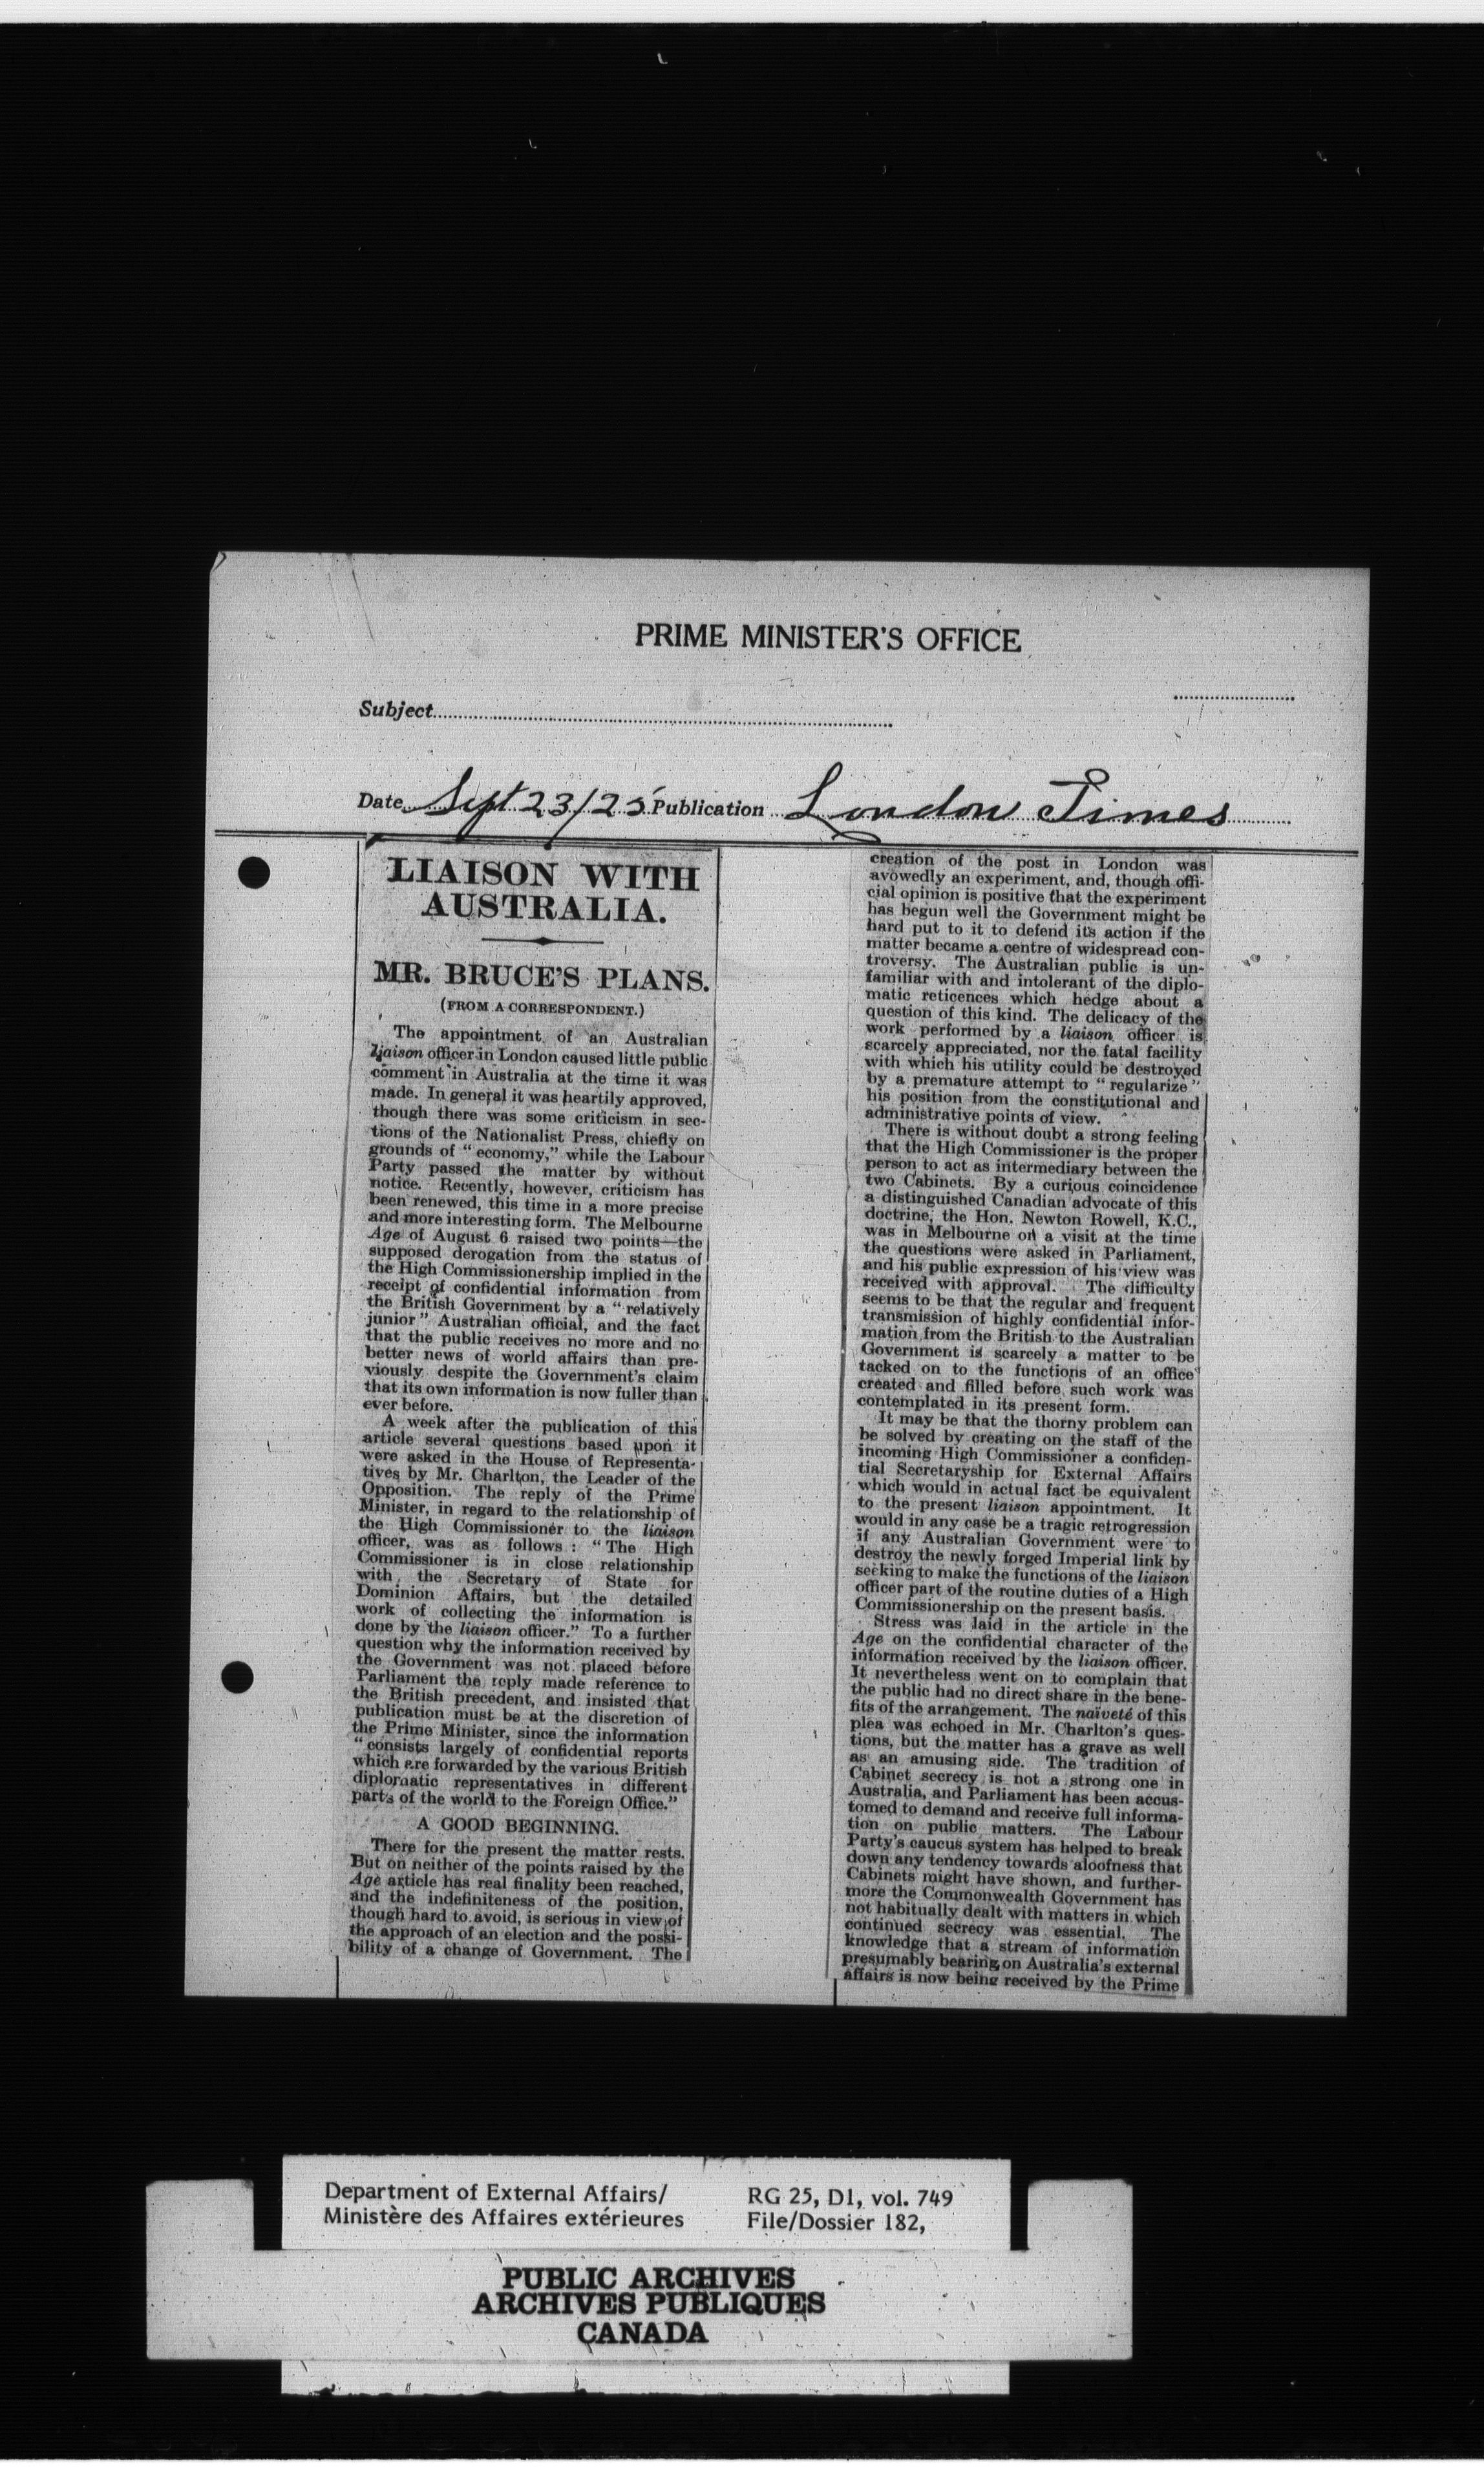 PRIME MINISTER'S OFFICE
Subject
Date Sept 23/25 Publication London Times
LIAISON WITH
AUSTRALIA.
MR. BRUCE'S PLANS.
(FROM A CORRESPONDENT.)
The appointment of an Australian
liaison officer in London caused little public
comment in Australia at the time it was
made. In general it was heartily approved,
though there was some criticism in sec-
tions of the Nationalist Press, chiefly on
grounds of "economy," while the Labour
Party passed the matter by without
notice. Recently, however, criticism has
been renewed, this time in a more precise
and more interesting form. The Melbourne
Age of August 6 raised two points—the
supposed derogation from the status of
the High Commissionership implied in the
receipt of confidential information from
the British Government by a "relatively
junior" Australian official, and the fact
that the public receives no more and no
better news of world affairs than pre-
viously despite the Government's claim
that its own information is now fuller than
ever before.
A week after the publication of this
article several questions based upon it
were asked in the House of Representa-
tives by Mr. Charlton, the Leader of the
Opposition. The reply of the Prime
Minister, in regard to the relationship of
the High Commissioner to the liaison
officer, was as follows: "The High
Commissioner is in close relationship
with the Secretary of State for
Dominion Affairs, but the detailed
work of collecting the information is
done by the liaison officer." To a further
question why the information received by
the Government was not placed before
Parliament the reply made reference to
the British precedent, and insisted that
publication must be at the discretion of
the Prime Minister, since the information
"consists largely of confidential reports
which are forwarded by the various British
diplomatic representatives in different
parts of the world to the Foreign Office."
A GOOD BEGINNING.
There for the present the matter rests.
But on neither of the points raised by the
Age article has real finality been reached,
and the indefiniteness of the position,
though hard to avoid, is serious in view of
the approach of an election and the possi-
bility of a change of Government. The
creation of the post in London was
avowedly an experiment, and, though offi-
cial opinion is positive that the experiment
has begun well the Government might be
hard put to it to defend its action if the
matter became a centre of widespread con-
troversy. The Australian public is un-
familiar with and intolerant of the diplo-
matic reticences which hedge about a
question of this kind. The delicacy of the
work performed by a liaison officer is
scarcely appreciated, nor the fatal facility
with which his utility could be destroyed
by a premature attempt to "regularize"
his position from the constitutional and
administrative points of view.
There is without doubt a strong feeling
that the High Commissioner is the proper
person to act as intermediary between the
two Cabinets. By a curious coincidence
a distinguished Canadian advocate of this
doctrine, the Hon. Newton Rowell, K.C.,
was in Melbourne on a visit at the time
the questions were asked in Parliament,
and his public expression of his view was
received with approval. The difficulty
seems to be that the regular and frequent
transmission of highly confidential infor-
mation from the British to the Australian
Government is scarcely a matter to be
tacked on to the functions of an office
created and filled before such work was
contemplated in its present form.
It may be that the thorny problem can
be solved by creating on the staff of the
incoming High Commissioner a confiden-
tial Secretaryship for External Affairs
which would in actual fact be equivalent
to the present liaison appointment. It
would in any case be a tragic retrogression
if any Australian Government were to
destroy the newly forged Imperial link by
seeking to make the functions of the liaison
officer part of the routine duties of a High
Commissionership on the present basis.
Stress was laid in the article in the
Age on the confidential character of the
information received by the liaison officer.
It nevertheless went on to complain that
the public had no direct share in the bene-
fits of the arrangement. The naïveté of this
plea was echoed in Mr. Charlton's ques-
tions, but the matter has a grave as well
as an amusing side. The tradition of
Cabinet secrecy is not a strong one in
Australia, and Parliament has been accus-
tomed to demand and receive full informa-
tion on public matters. The Labour
Party's caucus system has helped to break
down any tendency towards aloofness that
Cabinets might have shown, and further-
more the Commonwealth Government has
not habitually dealt with matters in which
continued secrecy was essential. The
knowledge that a stream of information
presumably bearing on Australia's external
affairs is now being received by the Prime
Department of External Affairs/ RG 25, D1, vol. 749
Ministère des Affaires extérieures File/Dossier 182,
PUBLIC ARCHIVES
ARCHIVES PUBLIQUES
CANADA